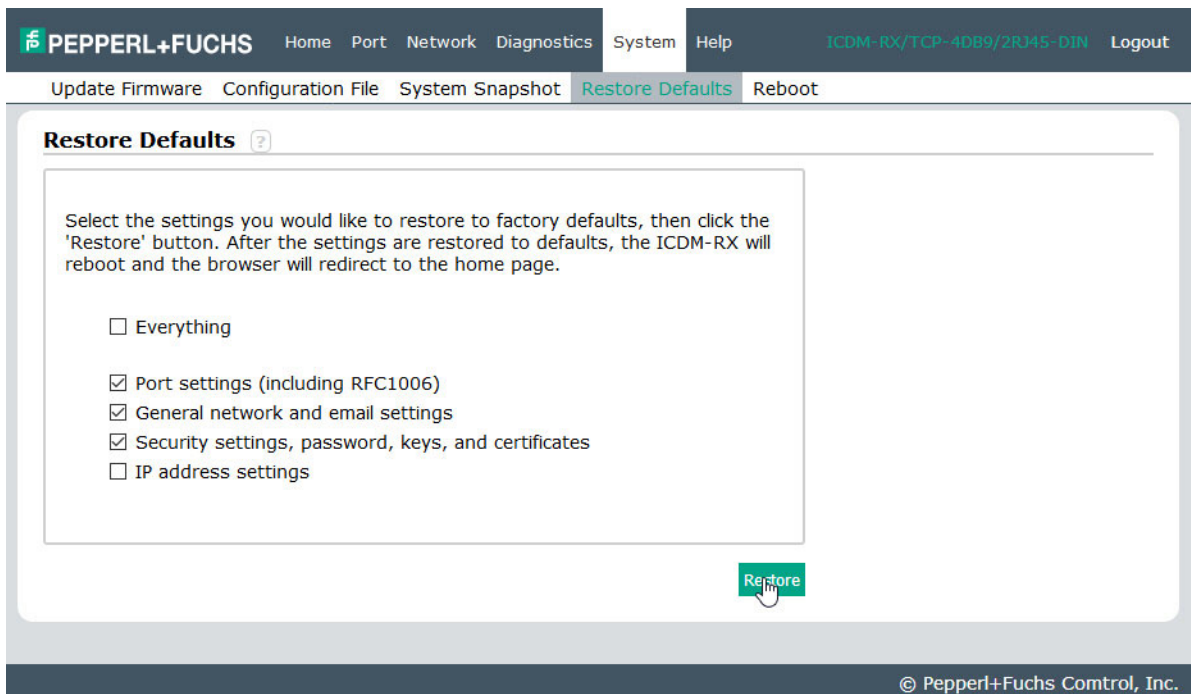 PEPPERL+FUCHS Home Port Network Diagnostics System Help ICDM-RX/TCP-4DB9/2RJ45-DIN Logout
Update Firmware Configuration File System Snapshot Restore Defaults Reboot
Restore Defaults ?
Select the settings you would like to restore to factory defaults, then click the
'Restore' button. After the settings are restored to defaults, the ICDM-RX will
reboot and the browser will redirect to the home page.
Everything
Port settings (including RFC1006)
General network and email settings
Security settings, password, keys, and certificates
IP address settings
Restore
© Pepperl+Fuchs Comtrol, Inc.